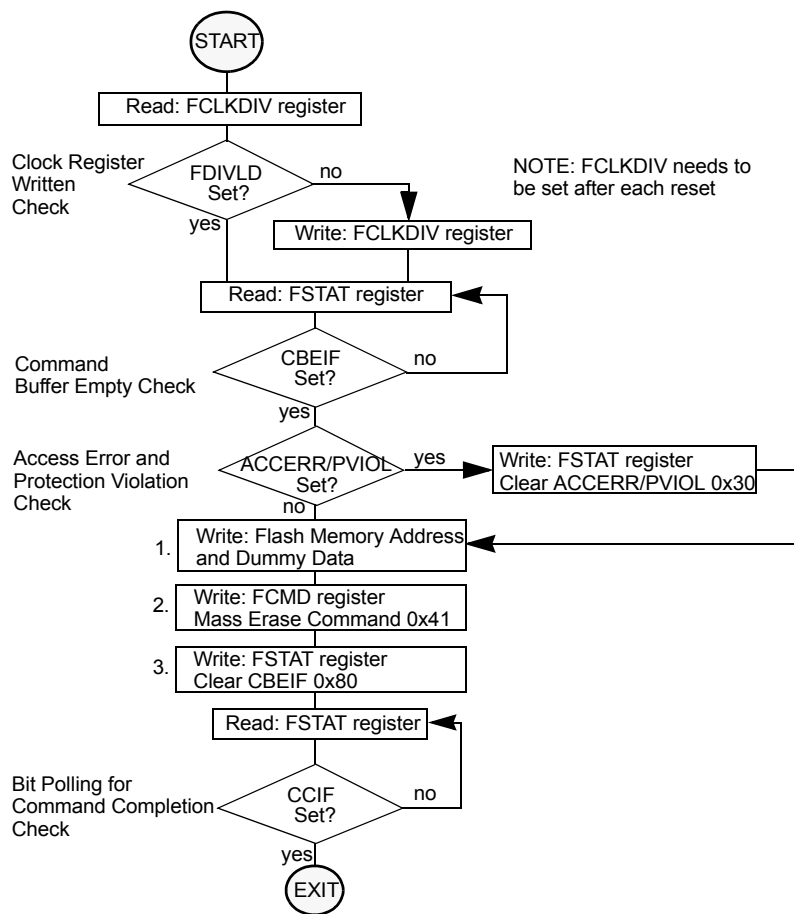 START
Read: FCLKDIV register
Clock Register
Written
Check
FDIVLD
Set?
no
yes
NOTE: FCLKDIV needs to
be set after each reset
Write: FCLKDIV register
Read: FSTAT register
Command
Buffer Empty Check
CBEIF
Set?
no
yes
Access Error and
Protection Violation
Check
ACCERR/PVIOL
Set?
yes
no
Write: FSTAT register
Clear ACCERR/PVIOL 0x30
1.
Write: Flash Memory Address
and Dummy Data
2.
Write: FCMD register
Mass Erase Command 0x41
3.
Write: FSTAT register
Clear CBEIF 0x80
Read: FSTAT register
Bit Polling for
Command Completion
Check
CCIF
Set?
no
yes
EXIT